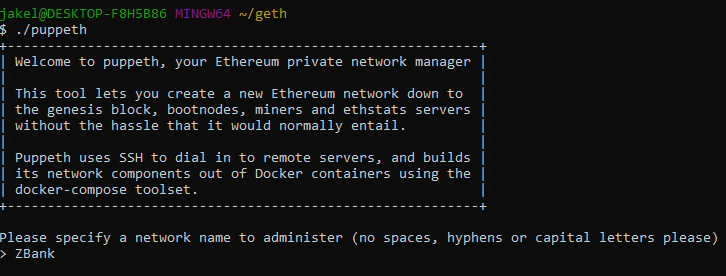 jakel@DESKTOP-F8H5B86 MINGW64 ~/geth
$ ./puppeth
+-----------------------------------------------------------+
| Welcome to puppeth, your Ethereum private network manager |
|                                                           |
| This tool lets you create a new Ethereum network down to  |
| the genesis block, bootnodes, miners and ethstats servers |
| without the hassle that it would normally entail.         |
|                                                           |
| Puppeth uses SSH to dial in to remote servers, and builds |
| its network components out of Docker containers using the |
| docker-compose toolset.                                   |
+-----------------------------------------------------------+
Please specify a network name to administer (no spaces, hyphens or capital letters please)
> ZBank